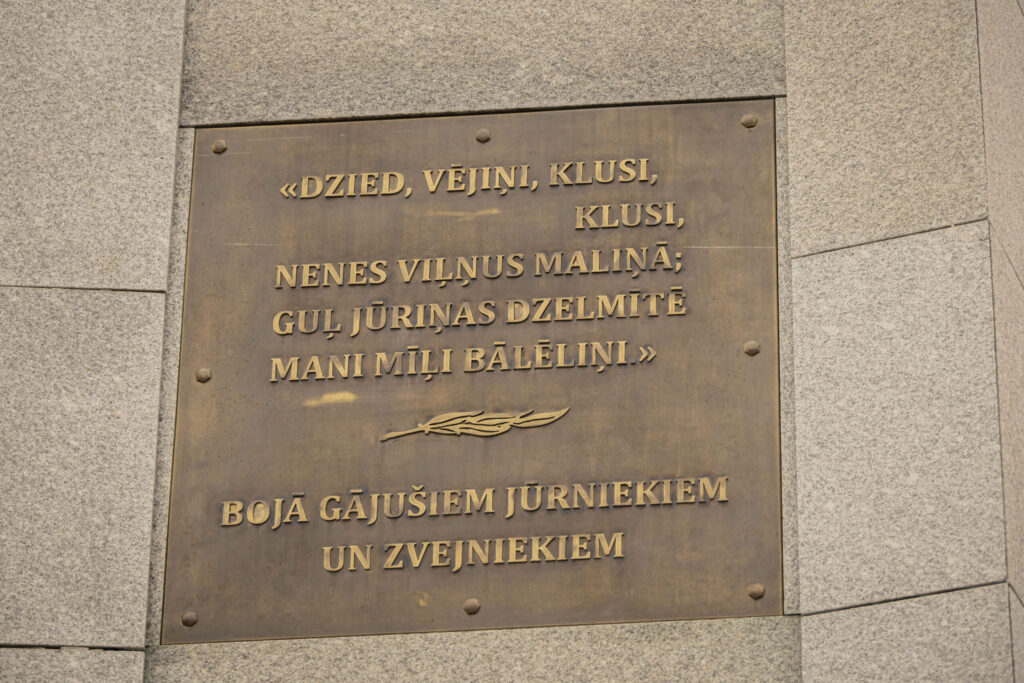 «DZIED, VĒJIŅI, KLUSI,
KLUSI,
NENES VIĻŅUS MALIŅĀ;
GUĻ JŪRIŅAS DZELMĪTĒ
MANI MĪĻI BĀLĒLIŅI.»
BOJĀ GĀJUŠIEM JŪRNIEKIEM
UN ZVEJNIEKIEM